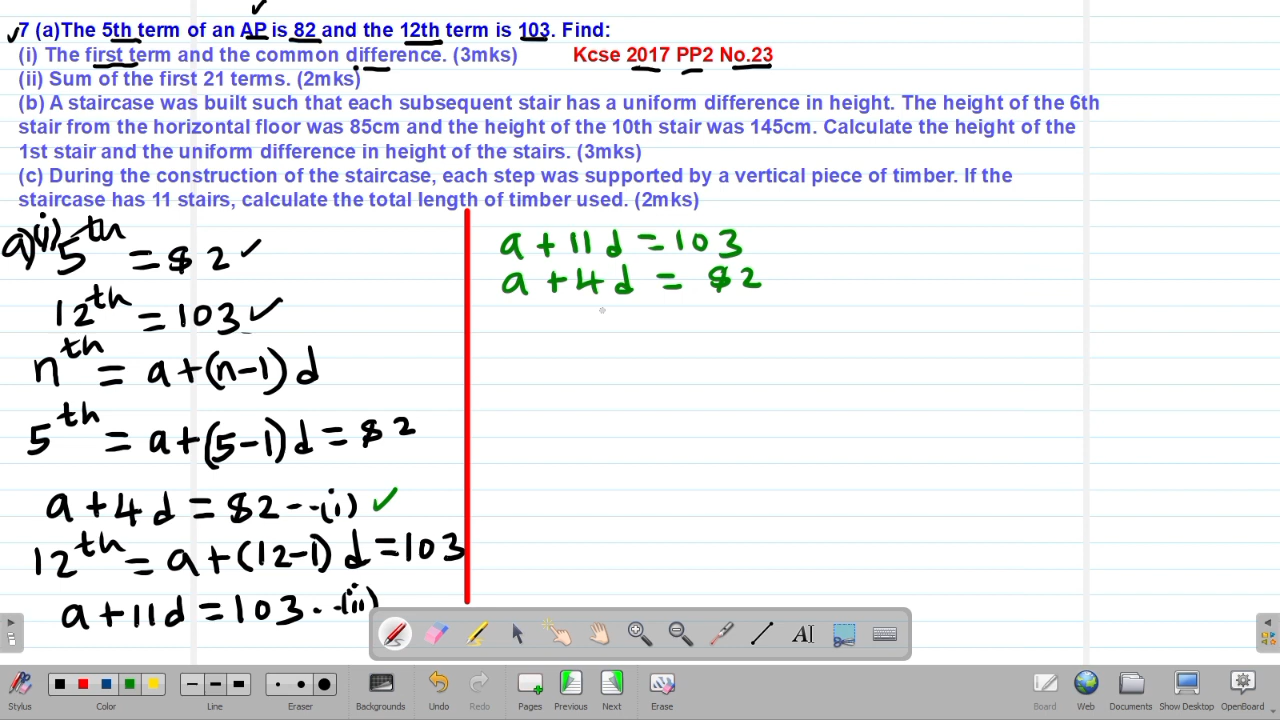 7 (a)The 5th term of an AP is 82 and the 12th term is 103. Find:
(i) The first term and the common difference. (3mks) Kcse 2017 PP2 No.23
(ii) Sum of the first 21 terms. (2mks)
(b) A staircase was built such that each subsequent stair has a uniform difference in height. The height of the 6th
stair from the horizontal floor was 85cm and the height of the 10th stair was 145cm. Calculate the height of the
1st stair and the uniform difference in height of the stairs. (3mks)
(c) During the construction of the staircase, each step was supported by a vertical piece of timber. If the
staircase has 11 stairs, calculate the total length of timber used. (2mks)
a)(i) 5th = 82 ✓
12th = 103 ✓
nth = a+(n-1) d
5th = a+(5-1)d = 82
a+4d = 82 --(i) ✓
12th = a+(12-1) d =103
a+11d =103 --(ii)
a + 11 d = 103
a + 4 d = 82
Stylus
Color
Line
Eraser
Backgrounds
Undo
Redo
Pages
Previous
Next
Erase
Board
Web
Documents
Show Desktop
OpenBoard